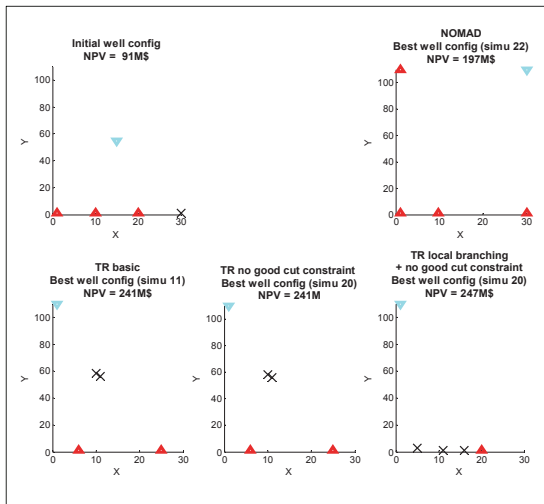 Initial well config
NPV = 91M$
100
80
60
40
20
0
Y
0
10
20
30
X
NOMAD
Best well config (simu 22)
NPV = 197M$
100
80
60
40
20
0
Y
0
10
20
30
X
TR basic
Best well config (simu 11)
NPV = 241M$
100
80
60
40
20
0
Y
0
10
20
30
X
TR no good cut constraint
Best well config (simu 20)
NPV = 241M
100
80
60
40
20
0
Y
0
10
20
30
X
TR local branching
+ no good cut constraint
Best well config (simu 20)
NPV = 247M$
100
80
60
40
20
0
Y
0
10
20
30
X